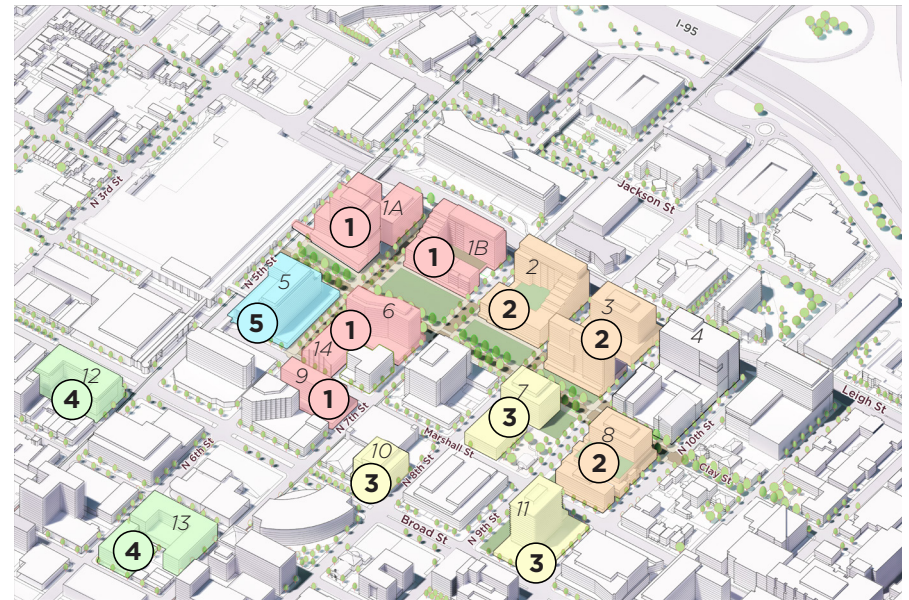 I-95
N 3rd St
Jackson St
1A
1
1B
1
N 5th St
2
5
3
6
2
5
1
4
2
14
9
12
7
Leigh St
4
1
N 7th St
3
Marshall St
8
N 10th St
10
N 6th St
2
N 8th St
Clay St
3
13
11
Broad St
N 9th St
4
3